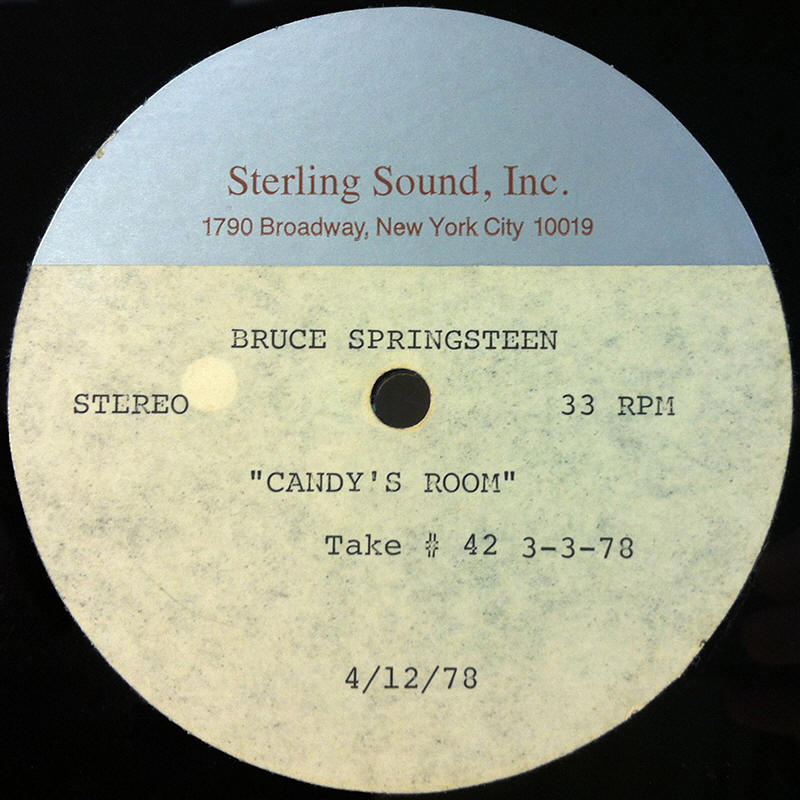 Sterling Sound, Inc.
1790 Broadway, New York City 10019
BRUCE SPRINGSTEEN
STEREO 33 RPM
"CANDY'S ROOM"
Take # 42 3-3-78
4/12/78